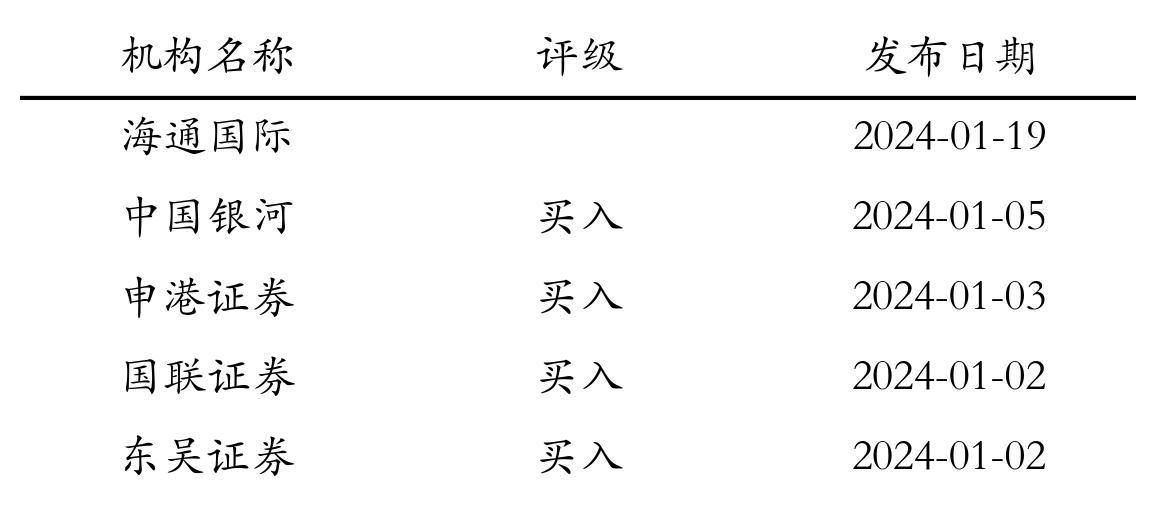 机构名称 评级 发布日期
海通国际 2024-01-19
中国银河 买入 2024-01-05
申港证券 买入 2024-01-03
国联证券 买入 2024-01-02
东吴证券 买入 2024-01-02